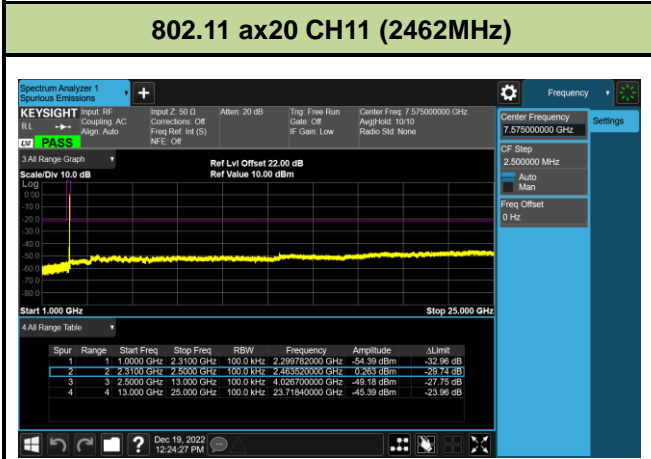 802.11 ax20 CH11 (2462MHz)
Spectrum Analyzer 1
Spurious Emissions
+
Frequency
KEYSIGHT
R L
LXI PASS
Input: RF
Coupling: AC
Align: Auto
Input Z: 50 Ω
Corrections: Off
Freq Ref: Int (S)
NFE: Off
Atten: 20 dB
Trig: Free Run
Gate: Off
IF Gain: Low
Center Freq: 7.575000000 GHz
Avg|Hold: 10/10
Radio Std: None
Center Frequency
7.575000000 GHz
Settings
CF Step
2.500000 MHz
Auto
Man
Freq Offset
0 Hz
3 All Range Graph
Scale/Div 10.0 dB
Ref Lvl Offset 22.00 dB
Ref Value 10.00 dBm
Log
0.00
-10.0
-20.0
-30.0
-40.0
-50.0
-60.0
-70.0
-80.0
Start 1.000 GHz
Stop 25.000 GHz
4 All Range Table
Spur Range Start Freq Stop Freq RBW Frequency Amplitude ΔLimit
1 1 1.0000 GHz 2.3100 GHz 100.0 kHz 2.299782000 GHz -54.39 dBm -32.96 dB
2 2 2.3100 GHz 2.5000 GHz 100.0 kHz 2.463520000 GHz 0.263 dBm -29.74 dB
3 3 2.5000 GHz 13.000 GHz 100.0 kHz 4.026700000 GHz -49.18 dBm -27.75 dB
4 4 13.000 GHz 25.000 GHz 100.0 kHz 23.71840000 GHz -45.39 dBm -23.96 dB
?
Dec 19, 2022
12:24:27 PM